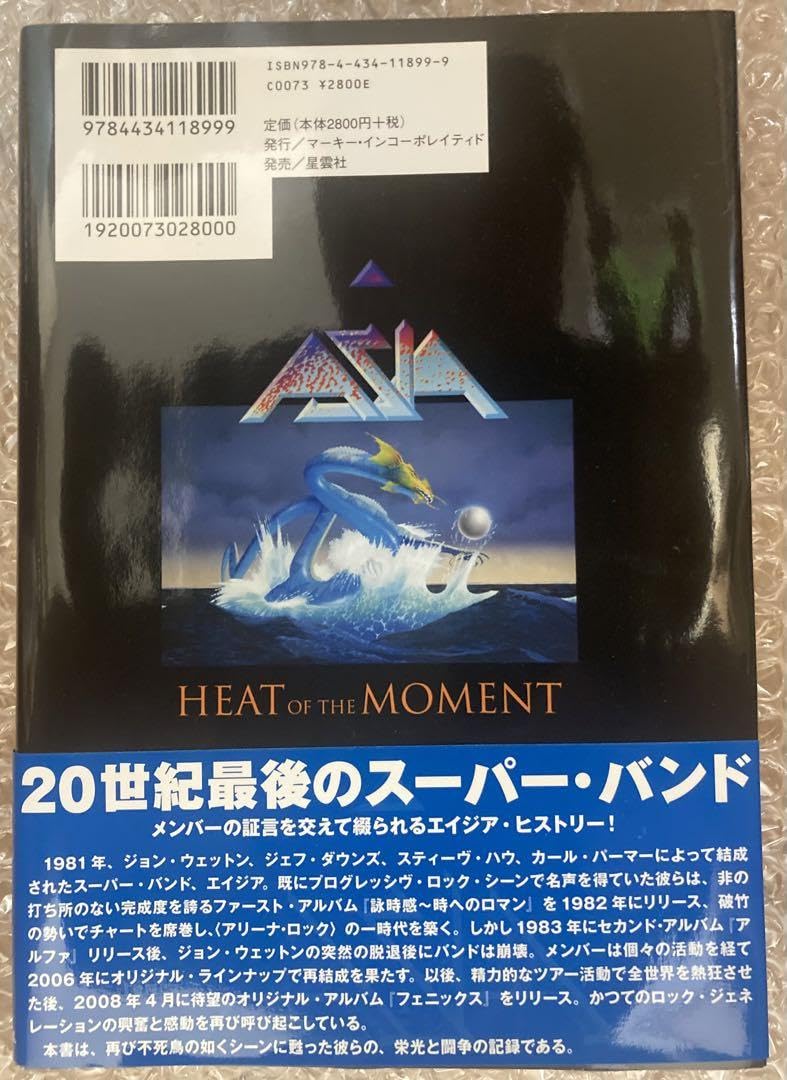 ISBN978-4-434-11899-9
C0073 ¥2800E
9784434118999
定価(本体2800円+税)
発行/マーキー・インコーポレイティド
発売/星雲社
1920073028000
ASIA
HEAT OF THE MOMENT
20世紀最後のスーパー・バンド
メンバーの証言を交えて綴られるエイジア・ヒストリー!
1981年、ジョン・ウェットン、ジェフ・ダウンズ、スティーヴ・ハウ、カール・パーマーによって結成
されたスーパー・バンド、エイジア。既にプログレッシヴ・ロック・シーンで名声を得ていた彼らは、非の
打ち所のない完成度を誇るファースト・アルバム『詠時感〜時へのロマン』を1982年にリリース、破竹
の勢いでチャートを席巻し、〈アリーナ・ロック〉の一時代を築く。しかし1983年にセカンド・アルバム『ア
ルファ』リリース後、ジョン・ウェットンの突然の脱退後にバンドは崩壊。メンバーは個々の活動を経て
2006年にオリジナル・ラインナップで再結成を果たす。以後、精力的なツアー活動で全世界を熱狂させ
た後、2008年4月に待望のオリジナル・アルバム『フェニックス』をリリース。かつてのロック・ジェネ
レーションの興奮と感動を再び呼び起こしている。
本書は、再び不死鳥の如くシーンに甦った彼らの、栄光と闘争の記録である。